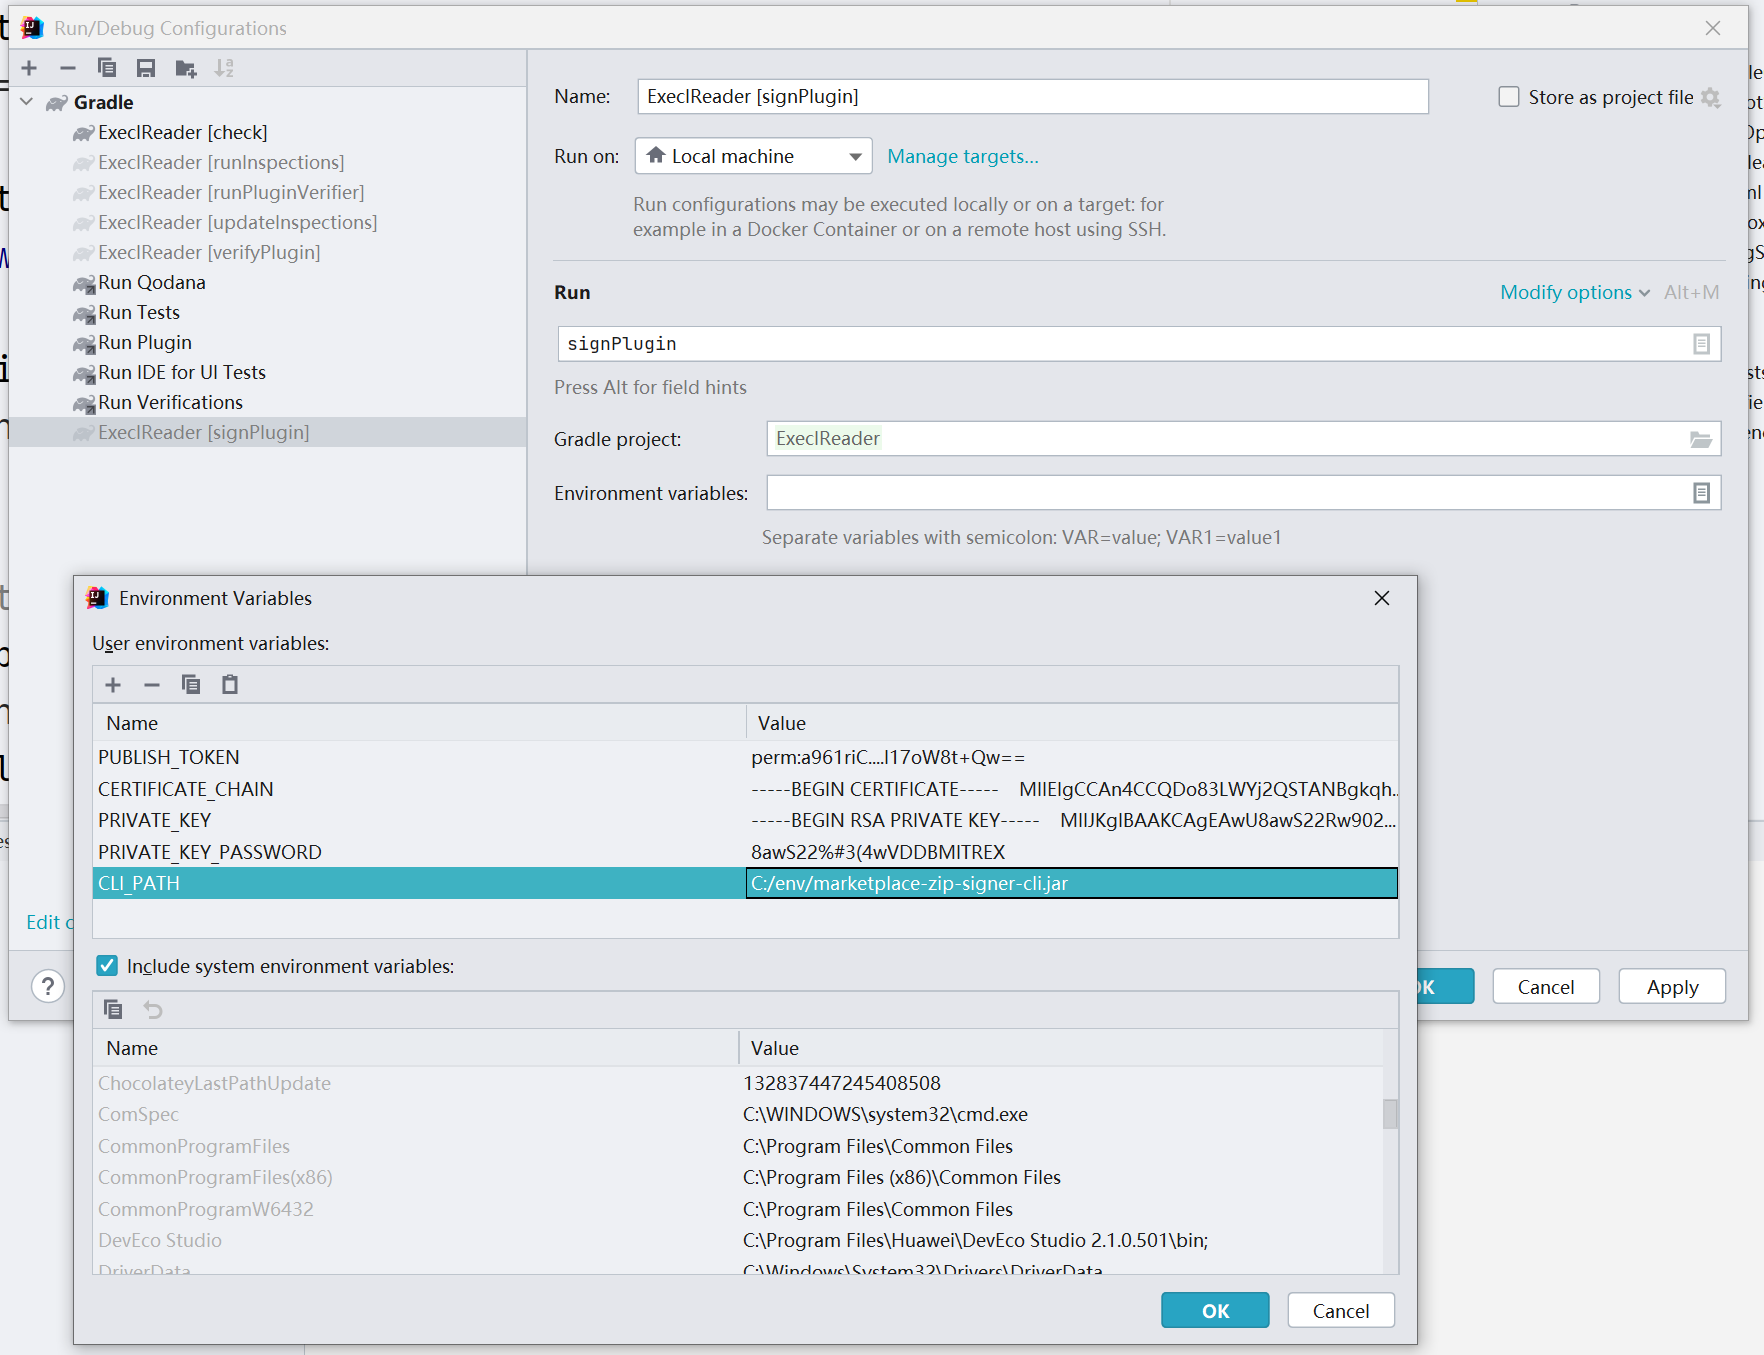 Run/Debug Configurations
Gradle
ExeclReader [check]
ExeclReader [runInspections]
ExeclReader [runPluginVerifier]
ExeclReader [updateInspections]
ExeclReader [verifyPlugin]
Run Qodana
Run Tests
Run Plugin
Run IDE for UI Tests
Run Verifications
ExeclReader [signPlugin]
Name:
ExeclReader [signPlugin]
Store as project file
Run on:
Local machine
Manage targets...
Run configurations may be executed locally or on a target: for
example in a Docker Container or on a remote host using SSH.
Run
Modify options
Alt+M
signPlugin
Press Alt for field hints
Gradle project:
ExeclReader
Environment variables:
Separate variables with semicolon: VAR=value; VAR1=value1
Edit
?
OK
Cancel
Apply
Environment Variables
User environment variables:
Name Value
PUBLISH_TOKEN perm:a961riC....l17oW8t+Qw==
CERTIFICATE_CHAIN -----BEGIN CERTIFICATE----- MIIElgCCAn4CCQDo83LWYj2QSTANBgkqh...
PRIVATE_KEY -----BEGIN RSA PRIVATE KEY----- MIIJKgIBAAKCAgEAwU8awS22Rw902...
PRIVATE_KEY_PASSWORD 8awS22%#3(4wVDDBMITREX
CLI_PATH C:/env/marketplace-zip-signer-cli.jar
Include system environment variables:
Name Value
ChocolateyLastPathUpdate 132837447245408508
ComSpec C:\WINDOWS\system32\cmd.exe
CommonProgramFiles C:\Program Files\Common Files
CommonProgramFiles(x86) C:\Program Files (x86)\Common Files
CommonProgramW6432 C:\Program Files\Common Files
DevEco Studio C:\Program Files\Huawei\DevEco Studio 2.1.0.501\bin;
DriverData C:\Windows\System32\Drivers\DriverData
OK
Cancel